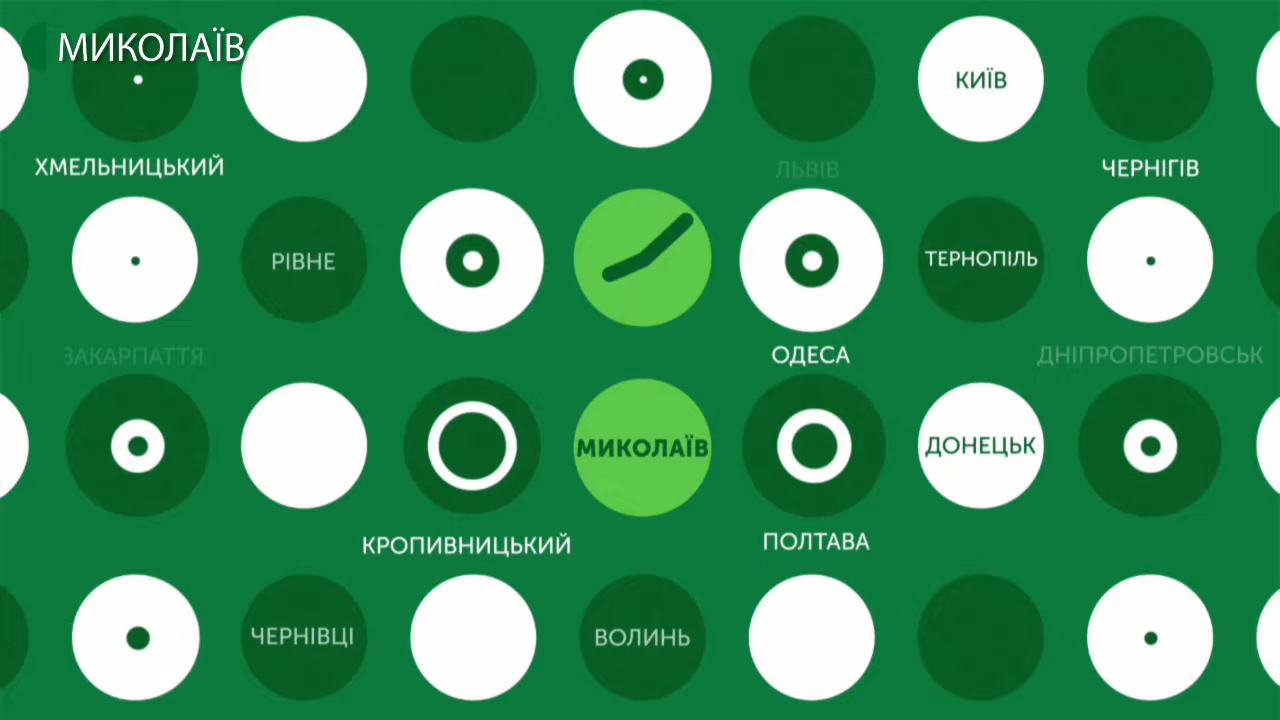 МИКОЛАЇВ
КИЇВ
ХМЕЛЬНИЦЬКИЙ
ЛЬВІВ
ЧЕРНІГІВ
РІВНЕ
ТЕРНОПІЛЬ
ЗАКАРПАТТЯ
ОДЕСА
ДНІПРОПЕТРОВСЬК
МИКОЛАЇВ
ДОНЕЦЬК
КРОПИВНИЦЬКИЙ
ПОЛТАВА
ЧЕРНІВЦІ
ВОЛИНЬ